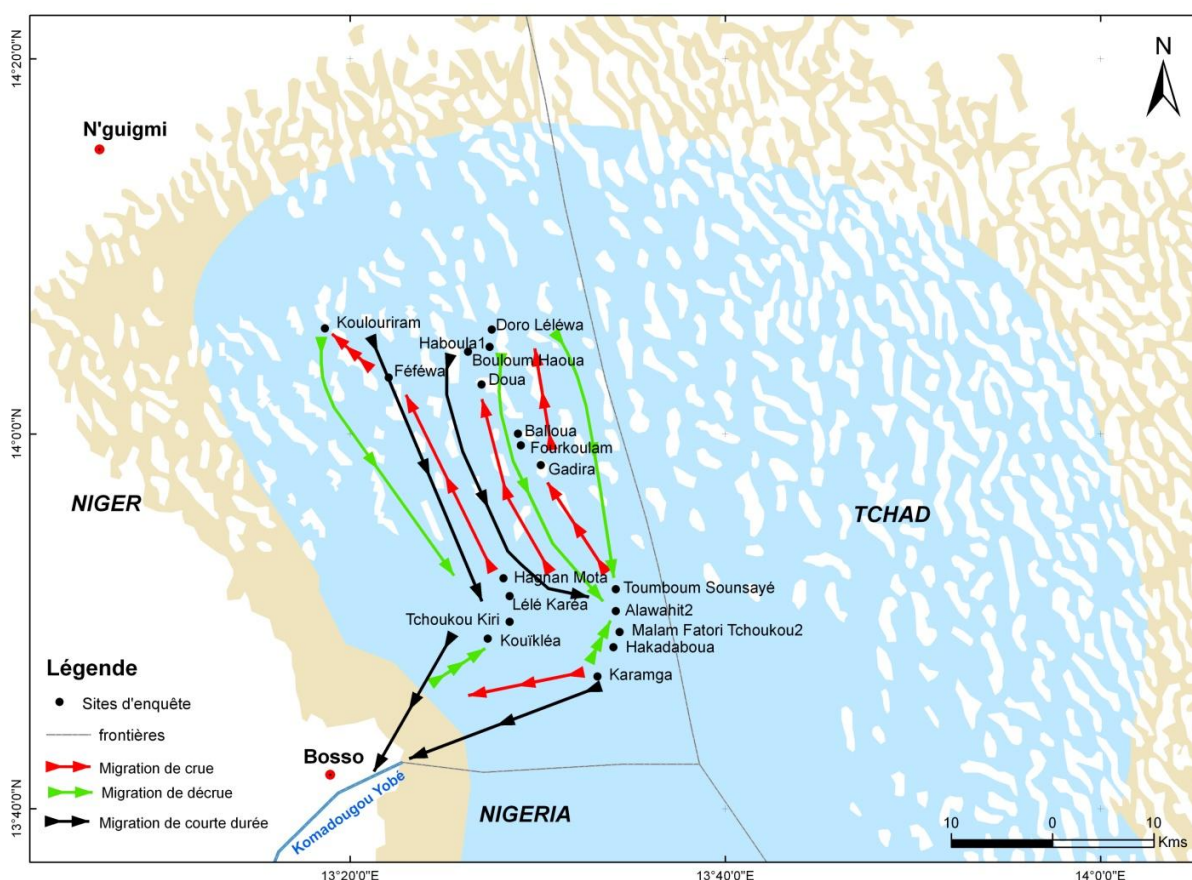 14°20'0"N
N
N'guigmi
Koulouriram
Doro Léléwa
Haboula1
Bouloum Haoua
Féféwa
Doua
14°0'0"N
Balloua
Fourkoulam
Gadira
NIGER
TCHAD
Hagnan Mota
Toumboum Sounsayé
Lélé Karéa
Alawahit2
Tchoukou Kiri
Malam Fatori Tchoukou2
Kouïkléa
Hakadaboua
Karamga
Légende
Sites d'enquête
frontières
Migration de crue
Migration de décrue
Migration de courte durée
Bosso
Komadougou Yobé
NIGERIA
13°40'0"N
10 0 10
Kms
13°20'0"E 13°40'0"E 14°0'0"E